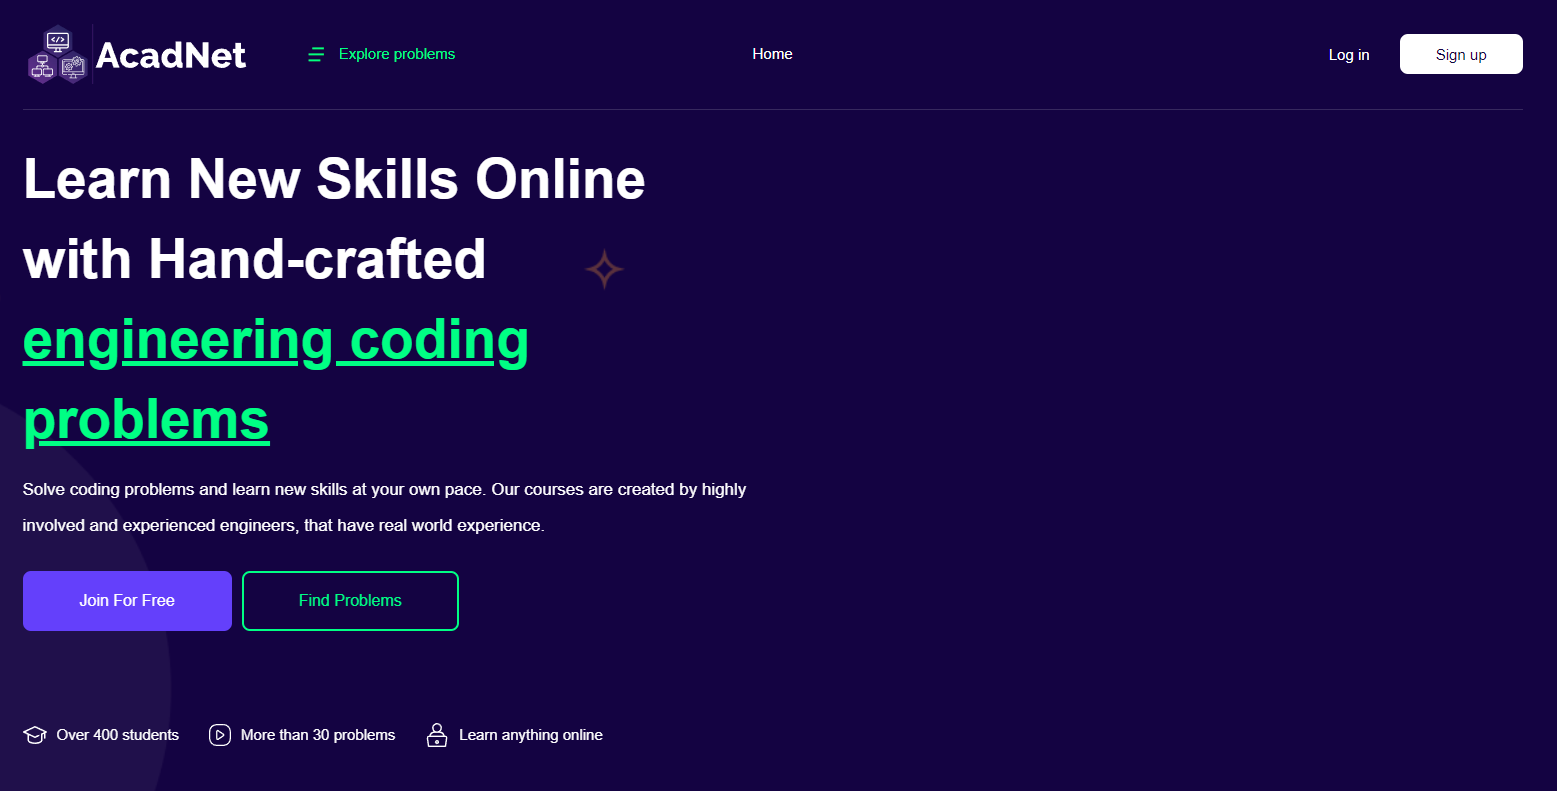 AcadNet
Explore problems
Home
Log in
Sign up
Learn New Skills Online
with Hand-crafted
engineering coding
problems
Solve coding problems and learn new skills at your own pace. Our courses are created by highly
involved and experienced engineers, that have real world experience.
Join For Free
Find Problems
Over 400 students
More than 30 problems
Learn anything online